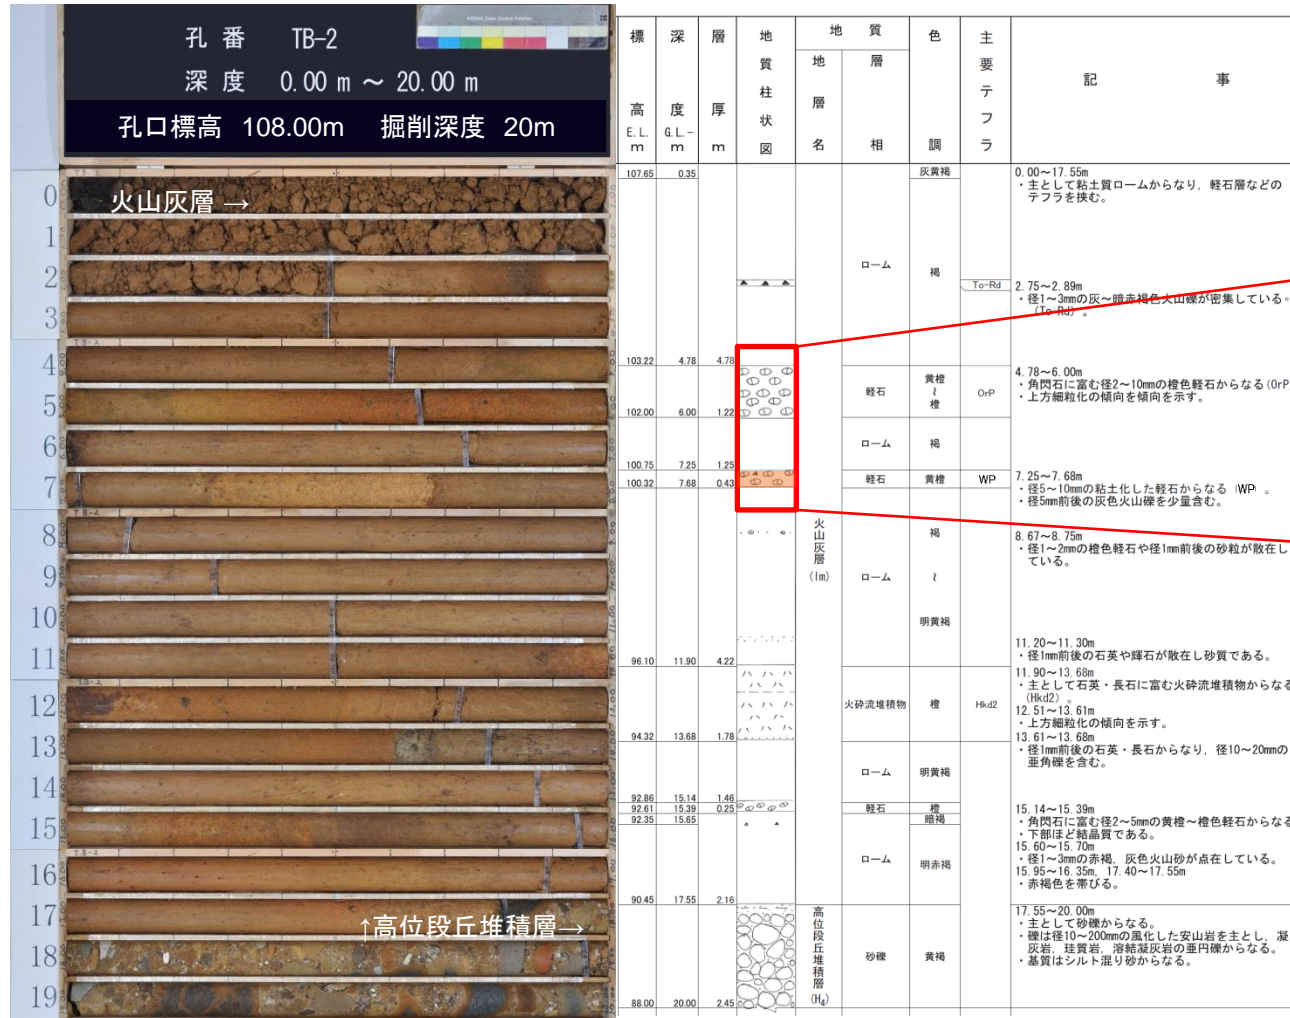 孔 番 TB-2
深 度 0.00 m ～ 20.00 m
孔口標高 108.00m 掘削深度 20m
火山灰層 →
↑高位段丘堆積層→
0
1
2
3
4
5
6
7
8
9
10
11
12
13
14
15
16
17
18
19
標高 E.L. m
深度 G.L.- m
層厚 m
地質柱状図
地質
地層名
層相
色調
主要テフラ
記事
107.65 0.35 灰黄褐
ローム 褐
To-Rd
103.22 4.78 4.78
軽石 黄橙～橙 OrP
102.00 6.00 1.22
ローム 褐
100.75 7.25 1.25
軽石 黄橙 WP
100.32 7.68 0.43
火山灰層 (lm)
ローム 褐～明黄褐
96.10 11.90 4.22
火砕流堆積物 橙 Hkd2
94.32 13.68 1.78
ローム 明黄褐
92.86 15.14 1.46
軽石 橙
92.61 15.39 0.25
暗褐
92.35 15.65
ローム 明赤褐
90.45 17.55 2.16
高位段丘堆積層 (H4)
砂礫 黄褐
88.00 20.00 2.45
0.00～17.55m
・主として粘土質ロームからなり，軽石層などの
テフラを挟む。
2.75～2.89m
・径1～3mmの灰～暗赤褐色火山礫が密集している。
(To-Rd)。
4.78～6.00m
・角閃石に富む径2～10mmの橙色軽石からなる(OrP
・上方細粒化の傾向を傾向を示す。
7.25～7.68m
・径5～10mmの粘土化した軽石からなる（WP）。
・径5mm前後の灰色火山礫を少量含む。
8.67～8.75m
・径1～2mmの橙色軽石や径1mm前後の砂粒が散在し
ている。
11.20～11.30m
・径1mm前後の石英や輝石が散在し砂質である。
11.90～13.68m
・主として石英・長石に富む火砕流堆積物からなる
(Hkd2)。
12.51～13.61m
・上方細粒化の傾向を示す。
13.61～13.68m
・径1mm前後の石英・長石からなり，径10～20mmの
亜角礫を含む。
15.14～15.39m
・角閃石に富む径2～5mmの黄橙～橙色軽石からなる
・下部ほど結晶質である。
15.60～15.70m
・径1～3mmの赤褐，灰色火山砂が点在している。
15.95～16.35m, 17.40～17.55m
・赤褐色を帯びる。
17.55～20.00m
・主として砂礫からなる。
・礫は径10～200mmの風化した安山岩を主とし，凝
灰岩，珪質岩，溶結凝灰岩の亜円礫からなる。
・基質はシルト混り砂からなる。